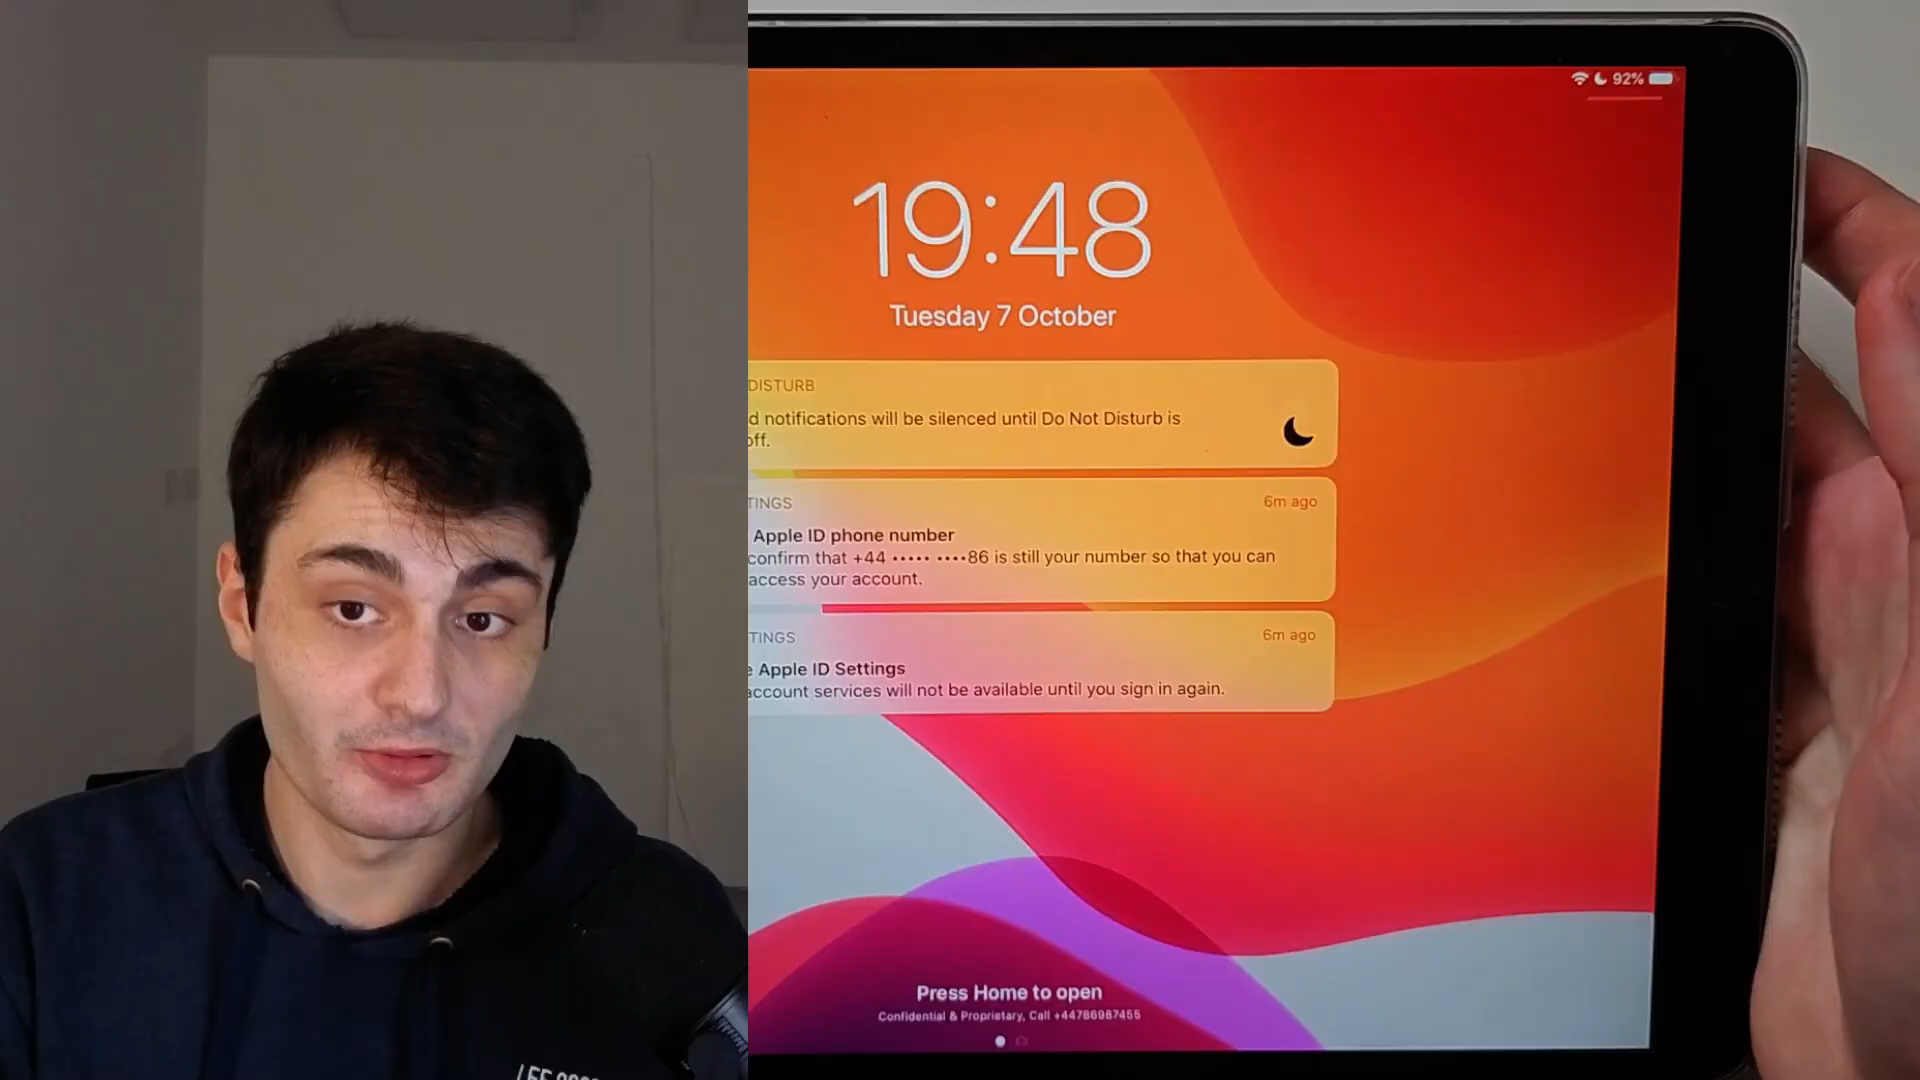 92%
19:48
Tuesday 7 October
DISTURB
d notifications will be silenced until Do Not Disturb is
off.
TINGS
6m ago
Apple ID phone number
confirm that +44 ••••• ••••86 is still your number so that you can
access your account.
TINGS
6m ago
e Apple ID Settings
account services will not be available until you sign in again.
Press Home to open
Confidential & Proprietary, Call +44786987455